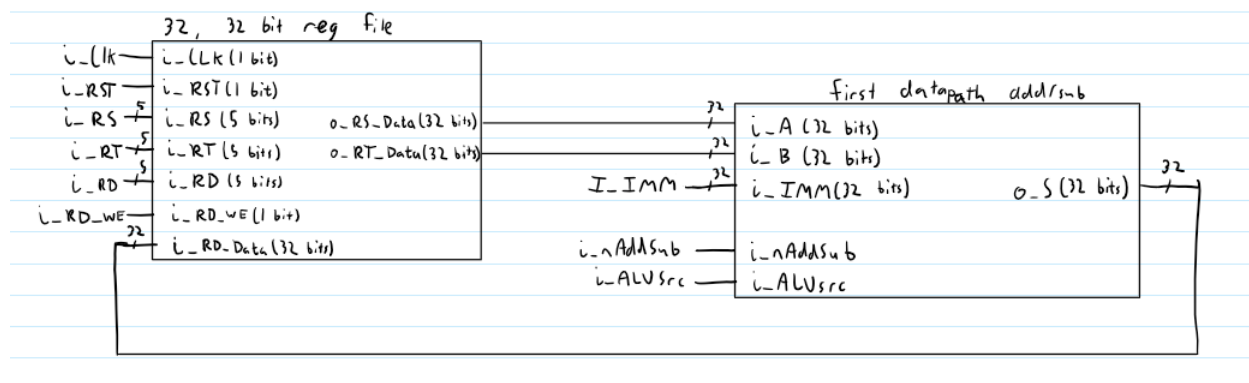 32, 32 bit reg file
i_Clk
i_CLK (1 bit)
i_RST
i_RST (1 bit)
5
i_RS
i_RS (5 bits)
o_RS_Data (32 bits)
5
i_RT
i_RT (5 bits)
o_RT_Data (32 bits)
5
i_RD
i_RD (5 bits)
i_RD_WE
i_RD_WE (1 bit)
32
i_RD_Data (32 bits)
first datapath add/sub
32
i_A (32 bits)
32
i_B (32 bits)
I_IMM
32
i_IMM (32 bits)
o_S (32 bits)
32
i_nAddSub
i_nAddSub
i_ALUSrc
i_ALUsrc